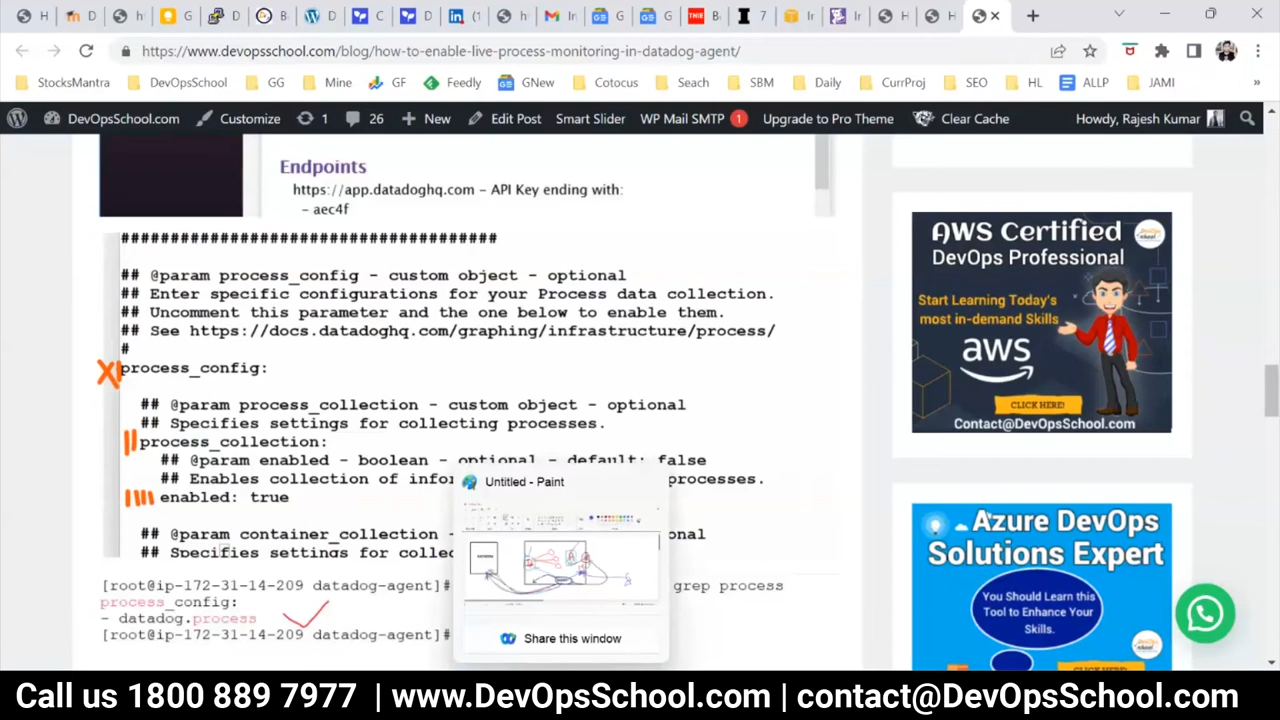 H
D
h
G
D
B
D
C
D
(1
h
In
G
G
B
7
In
In
H
H
https://www.devopsschool.com/blog/how-to-enable-live-process-monitoring-in-datadog-agent/
StocksMantra
DevOpsSchool
GG
Mine
GF
Feedly
GNew
Cotocus
Seach
SBM
Daily
CurrProj
SEO
HL
ALLP
JAMI
»
DevOpsSchool.com
Customize
1
26
New
Edit Post
Smart Slider
WP Mail SMTP 1
Upgrade to Pro Theme
Clear Cache
Howdy, Rajesh Kumar
Endpoints
https://app.datadoghq.com – API Key ending with:
– aec4f
######################################
## @param process_config - custom object - optional
## Enter specific configurations for your Process data collection.
## Uncomment this parameter and the one below to enable them.
## See https://docs.datadoghq.com/graphing/infrastructure/process/
#
process_config:
## @param process_collection - custom object - optional
## Specifies settings for collecting processes.
process_collection:
## @param enabled - boolean - optional - default: false
## Enables collection of infor
processes.
enabled: true
## @param container_collection -
onal
## Specifies settings for collec
[root@ip-172-31-14-209 datadog-agent]#
grep process
process_config:
- datadog.process
[root@ip-172-31-14-209 datadog-agent]#
Untitled - Paint
Share this window
AWS Certified
DevOps Professional
DevOps School
Start Learning Today's
most in-demand Skills
aws
CLICK HERE!
Contact@DevOpsSchool.com
Azure DevOps
Solutions Expert
You Should Learn this
Tool to Enhance Your
Skills.
CLICK HERE!
Call us 1800 889 7977 | www.DevOpsSchool.com | contact@DevOpsSchool.com